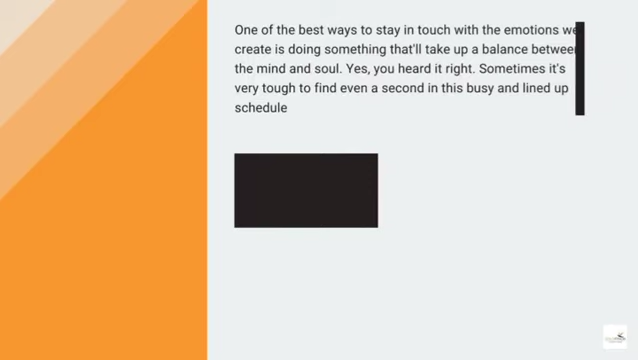 One of the best ways to stay in touch with the emotions we
create is doing something that'll take up a balance between
the mind and soul. Yes, you heard it right. Sometimes it's
very tough to find even a second in this busy and lined up
schedule